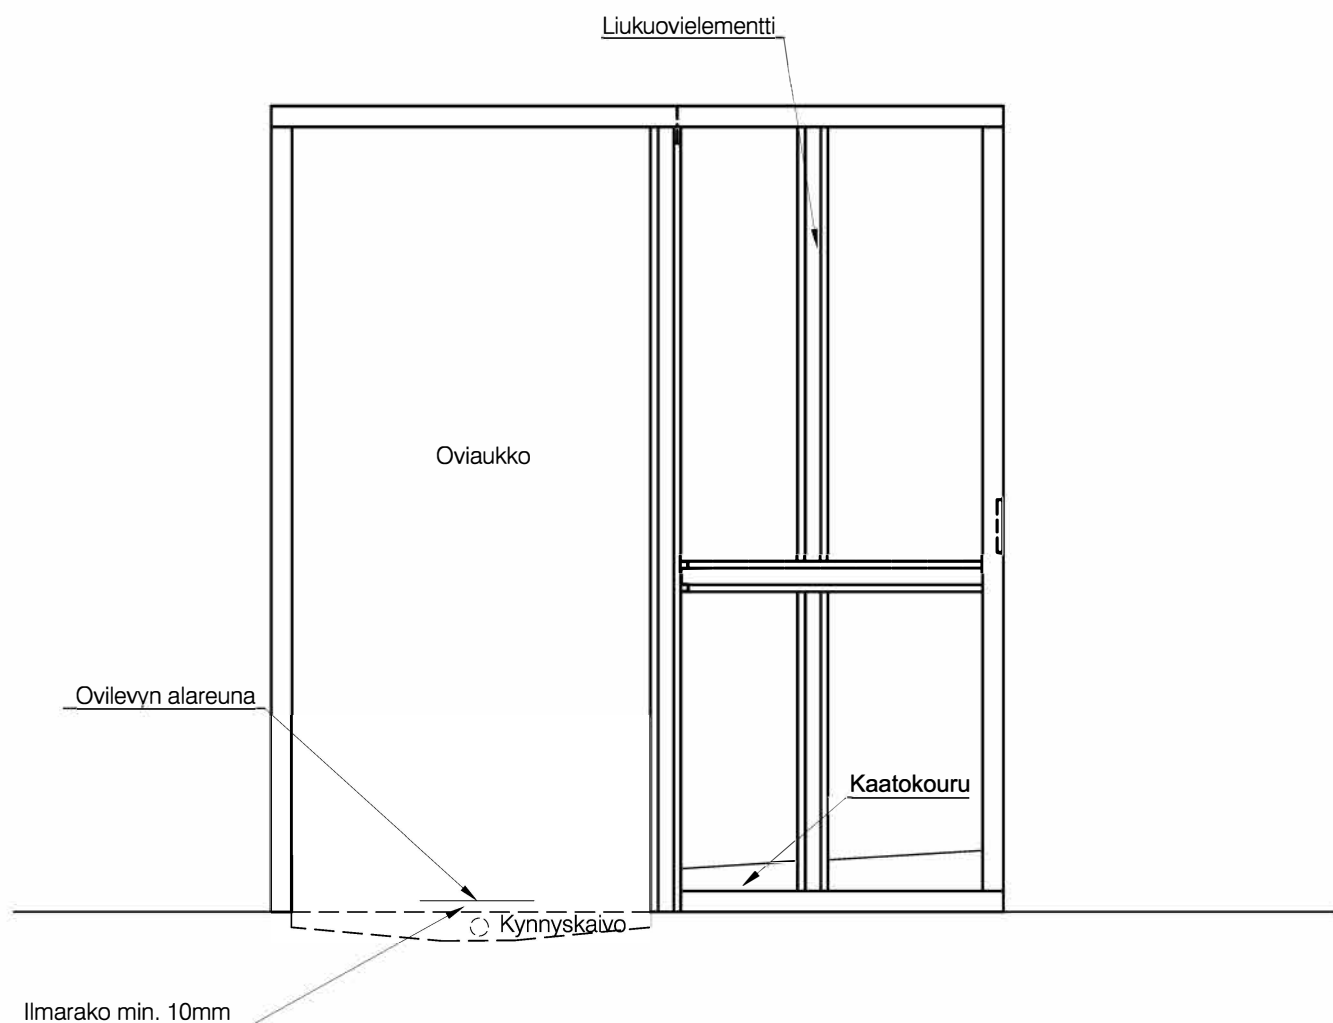 Liukuovielementti
Oviaukko
Ovilevyn alareuna
Kaatokouru
Kynnyskaivo
Ilmarako min. 10mm